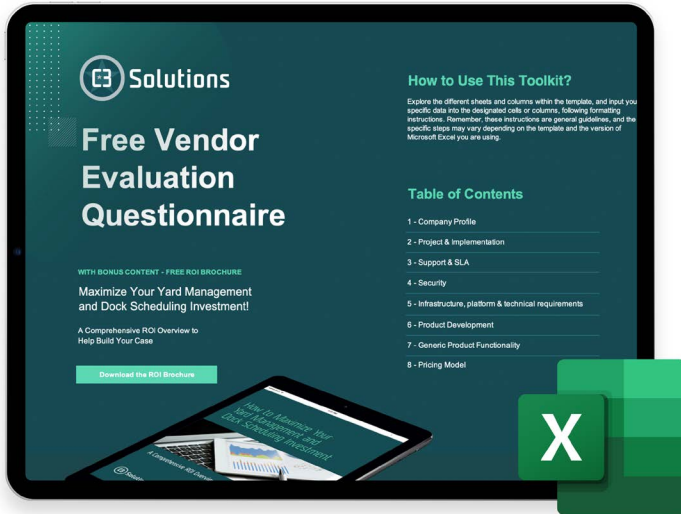 C3 Solutions
Free Vendor
Evaluation
Questionnaire
WITH BONUS CONTENT - FREE ROI BROCHURE
Maximize Your Yard Management
and Dock Scheduling Investment!
A Comprehensive ROI Overview to
Help Build Your Case
Download the ROI Brochure
How to Maximize Your
Yard Management and
Dock Scheduling Investment
A Comprehensive ROI Overview
C3 Solutions
How to Use This Toolkit?
Explore the different sheets and columns within the template, and input you
specific data into the designated cells or columns, following formatting
instructions. Remember, these instructions are general guidelines, and the
specific steps may vary depending on the template and the version of
Microsoft Excel you are using.
Table of Contents
1 - Company Profile
2 - Project & Implementation
3 - Support & SLA
4 - Security
5 - Infrastructure, platform & technical requirements
6 - Product Development
7 - Generic Product Functionality
8 - Pricing Model
X